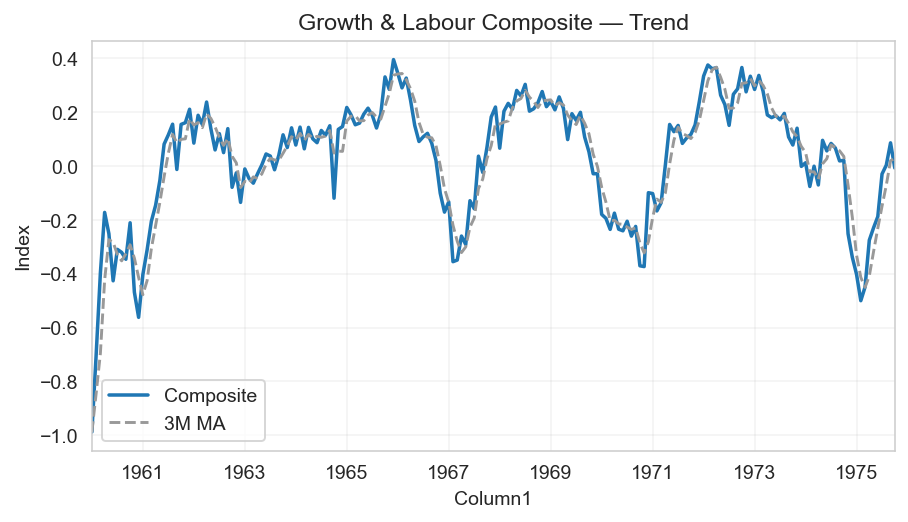 Growth & Labour Composite — Trend
0.4
0.2
0.0
−0.2
−0.4
−0.6
−0.8
−1.0
Index
Composite
3M MA
1961 1963 1965 1967 1969 1971 1973 1975
Column1